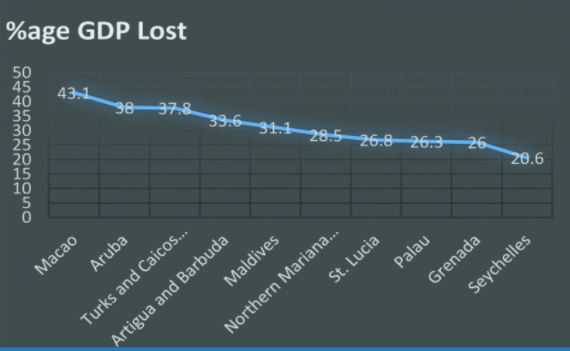 %age GDP Lost
50
45
40
35
30
25
20
15
10
5
0
43.1
38
37.8
33.6
31.1
28.5
26.8
26.3
26
20.6
Macao
Aruba
Turks and Caicos...
Artigua and Barbuda
Maldives
Northern Mariana...
St. Lucia
Palau
Grenada
Seychelles